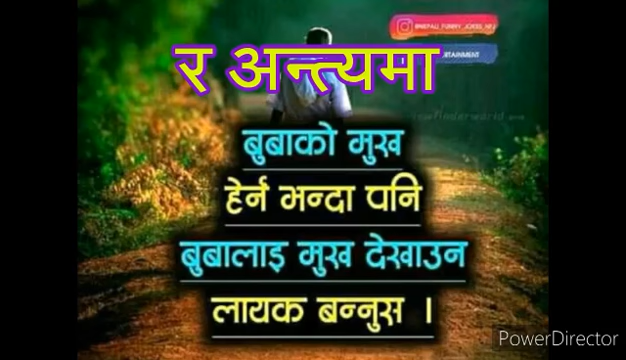 र अन्त्यमा
बुबाको मुख
हेर्न भन्दा पनि
बुबालाइ मुख देखाउन
लायक बन्नुस ।
PowerDirector